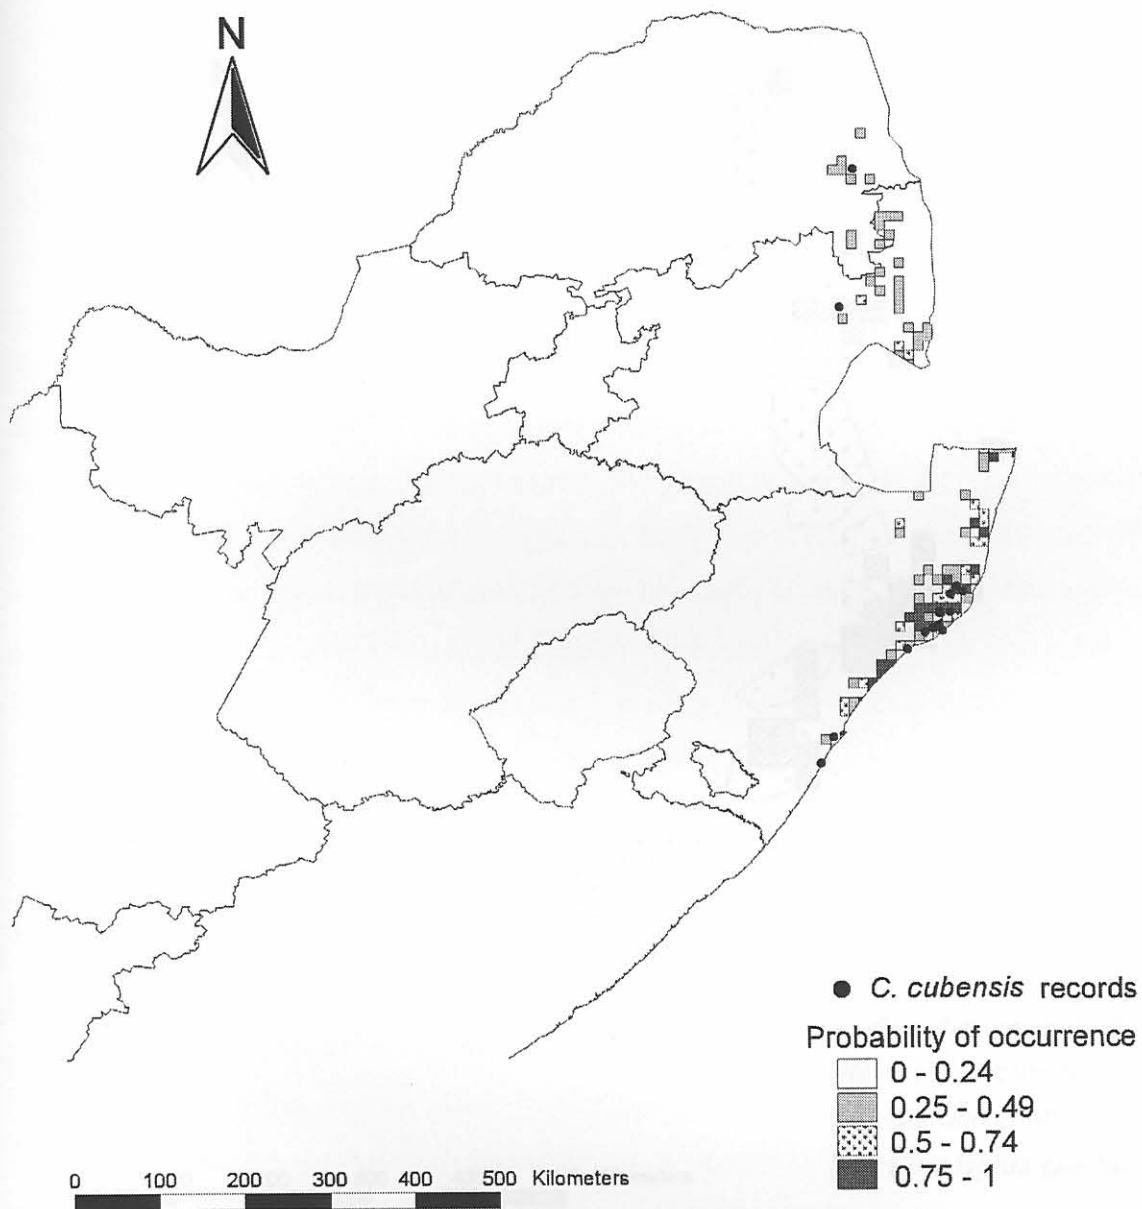 N
● C. cubensis records
Probability of occurrence
0 - 0.24
0.25 - 0.49
0.5 - 0.74
0.75 - 1
0 100 200 300 400 500 Kilometers